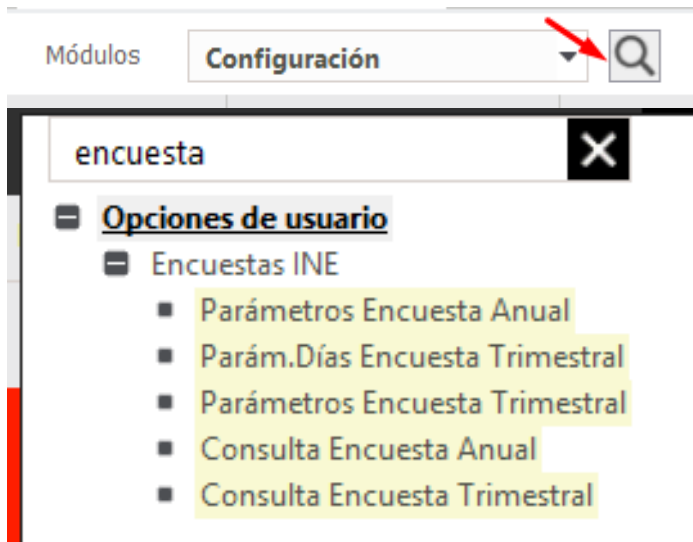 Módulos Configuración
encuesta
Opciones de usuario
Encuestas INE
Parámetros Encuesta Anual
Parám.Días Encuesta Trimestral
Parámetros Encuesta Trimestral
Consulta Encuesta Anual
Consulta Encuesta Trimestral